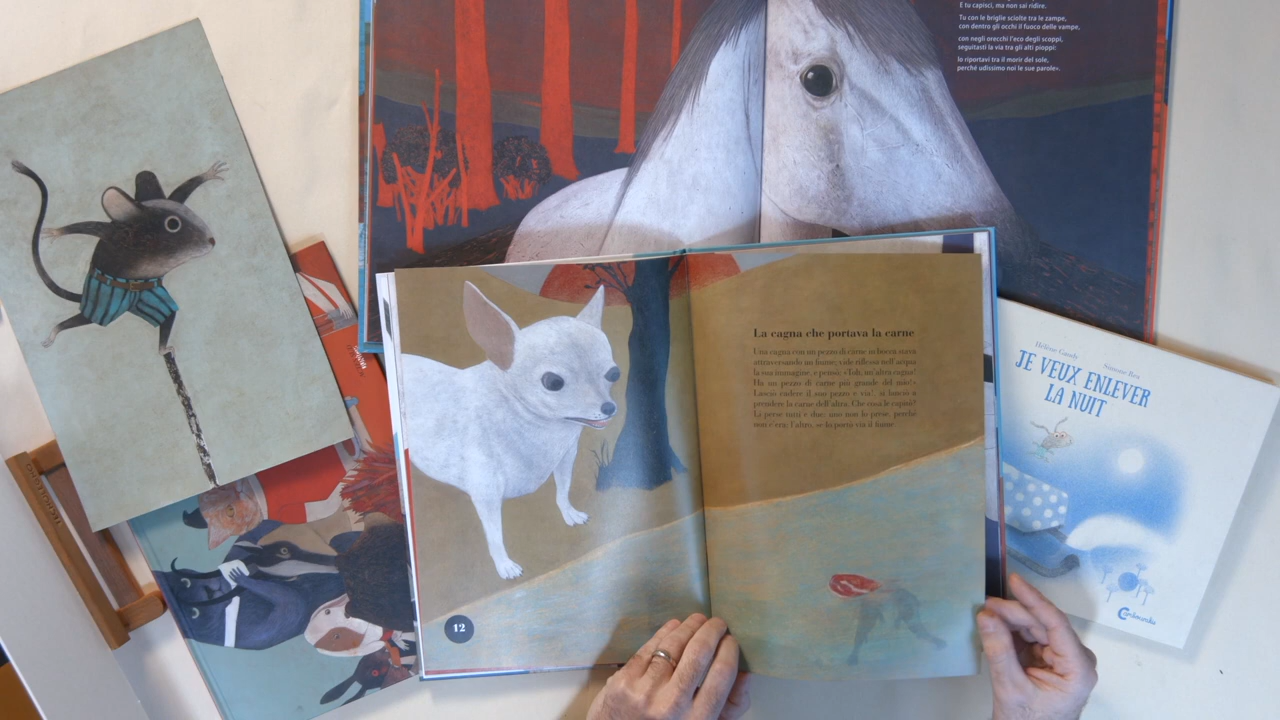 E tu capisci, ma non sai ridire.
Tu con le briglie sciolte tra le zampe,
con dentro gli occhi il fuoco delle vampe,
con negli orecchi l'eco degli scoppi,
seguitasti la via tra gli alti pioppi:
lo riportavi tra il morir del sole,
perché udissimo noi le sue parole».
La cagna che portava la carne
Una cagna con un pezzo di carne in bocca stava
attraversando un fiume; vide riflessa nell'acqua
la sua immagine, e pensò: «Toh, un'altra cagna!
Ha un pezzo di carne più grande del mio!»
Lasciò cadere il suo pezzo e via!, si lanciò a
prendere la carne dell'altra. Che cosa le capitò?
Li perse tutti e due: uno non lo prese, perché
non c'era; l'altro, se lo portò via il fiume.
12
Hélène Gaudy
Simone Rea
JE VEUX ENLEVER
LA NUIT
Cambourakis